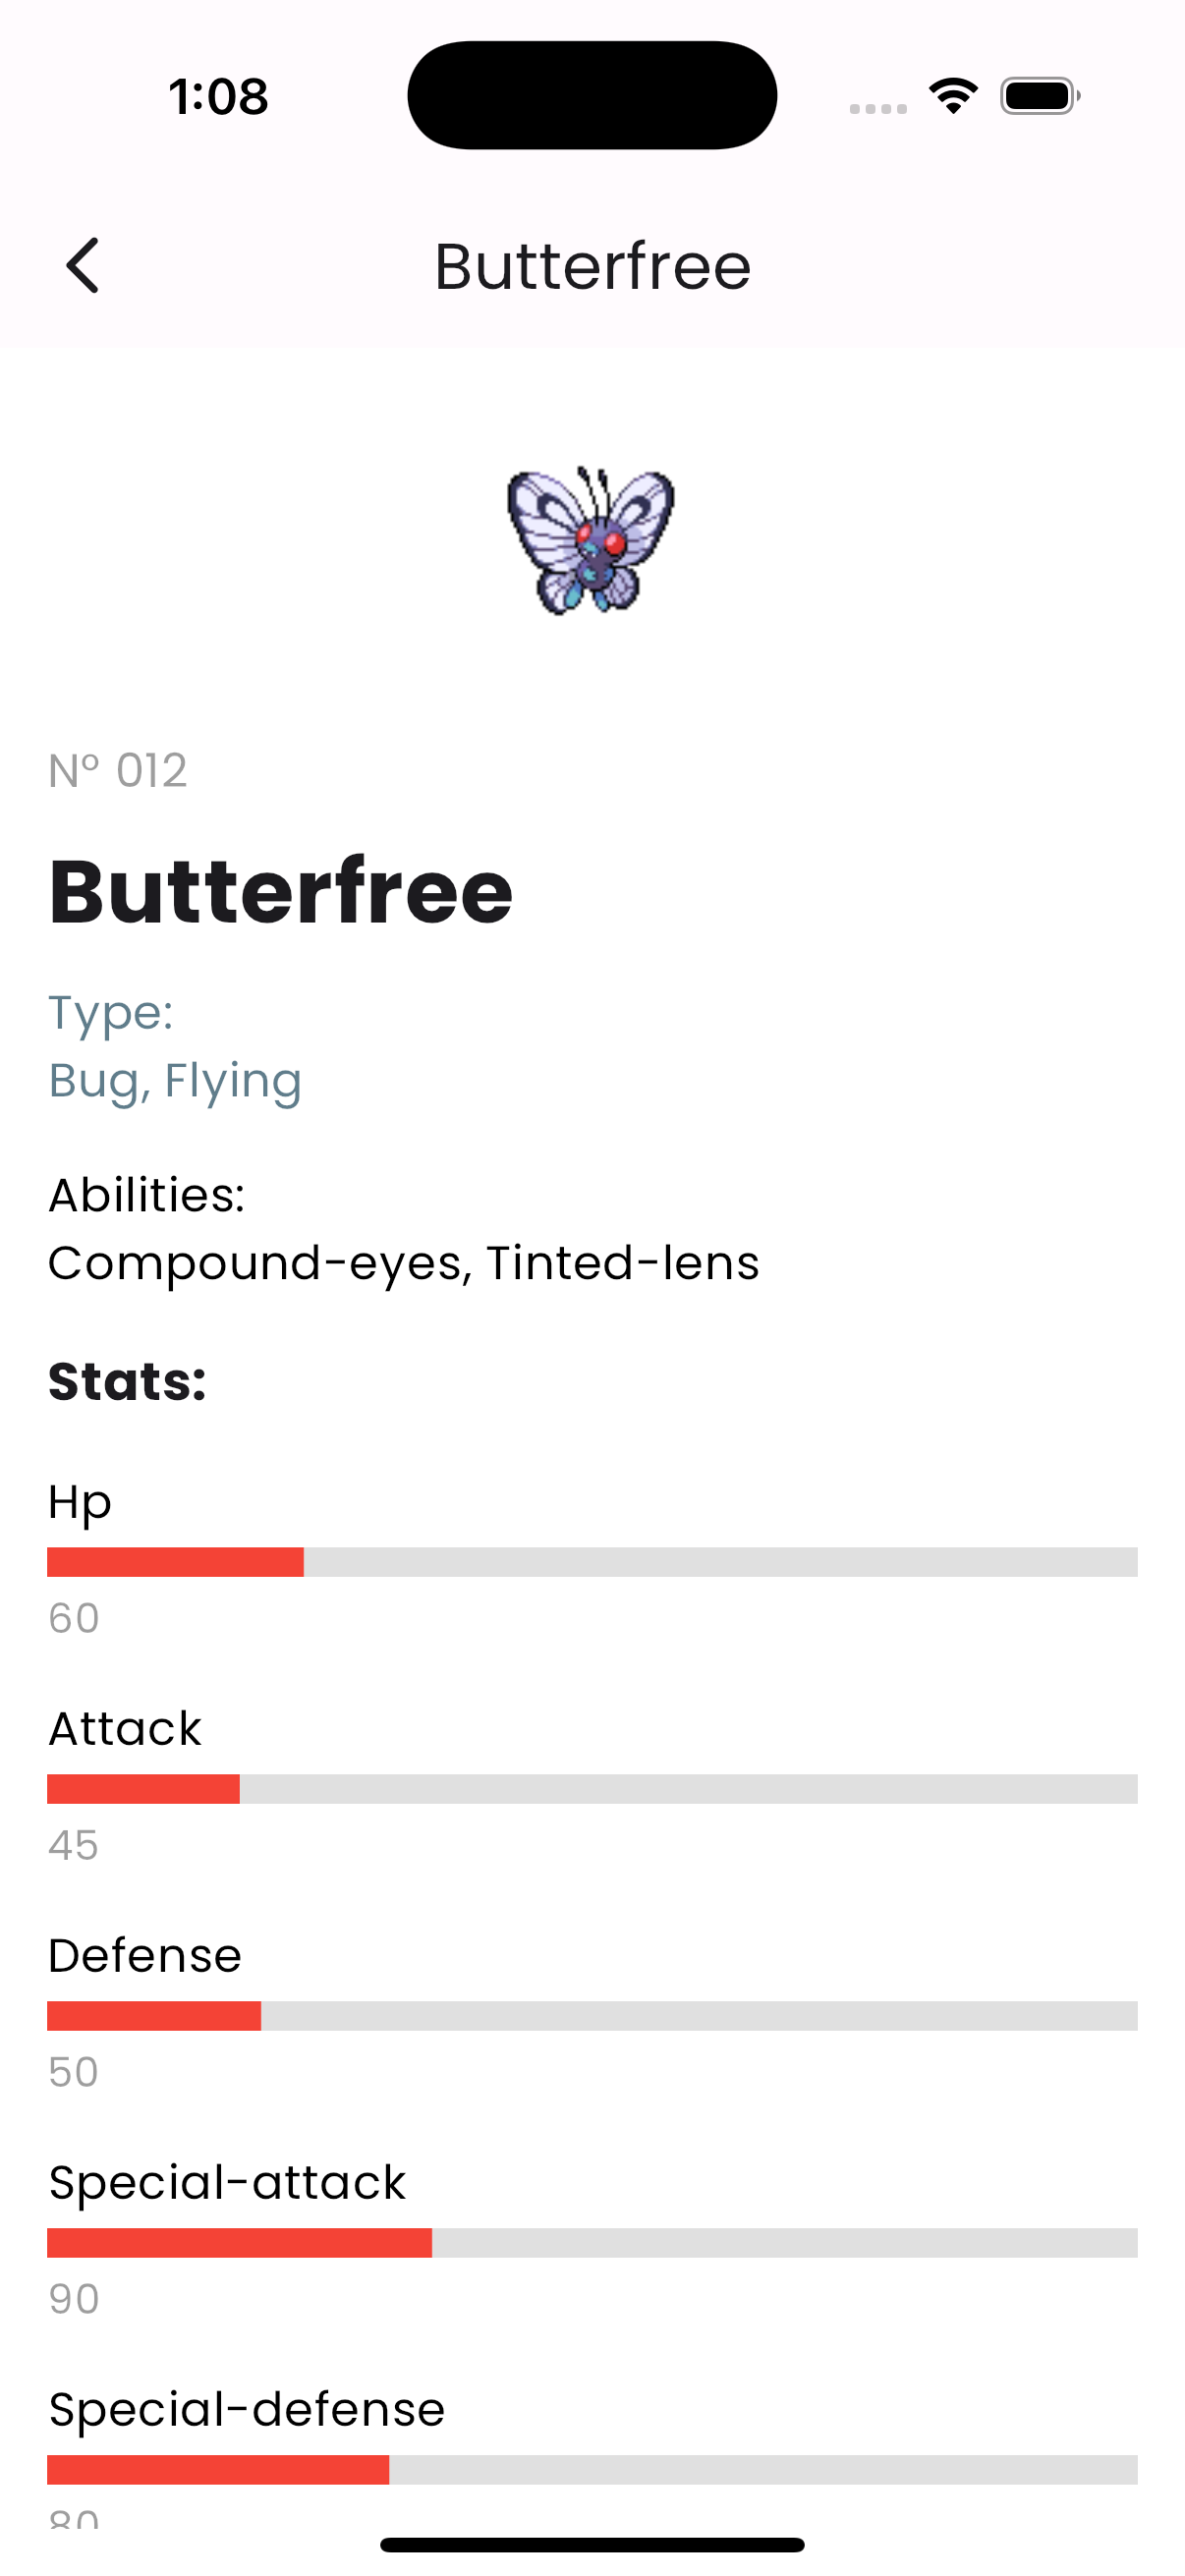 1:08
Butterfree
Nº 012
Butterfree
Type:
Bug, Flying
Abilities:
Compound-eyes, Tinted-lens
Stats:
Hp
60
Attack
45
Defense
50
Special-attack
90
Special-defense
80